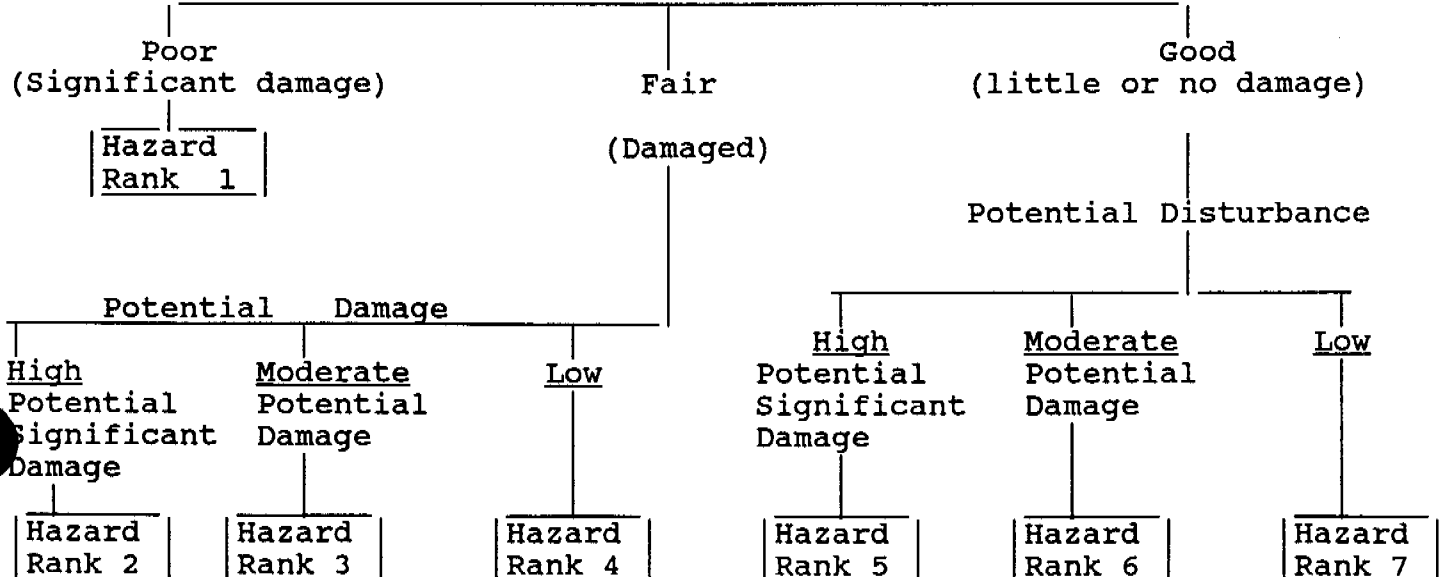 Poor
(Significant damage)
Hazard
Rank 1
Fair
(Damaged)
Good
(little or no damage)
Potential Disturbance
Potential Damage
High
Potential
Significant
Damage
Hazard
Rank 2
Moderate
Potential
Damage
Hazard
Rank 3
Low
Hazard
Rank 4
High
Potential
Significant
Damage
Hazard
Rank 5
Moderate
Potential
Damage
Hazard
Rank 6
Low
Hazard
Rank 7